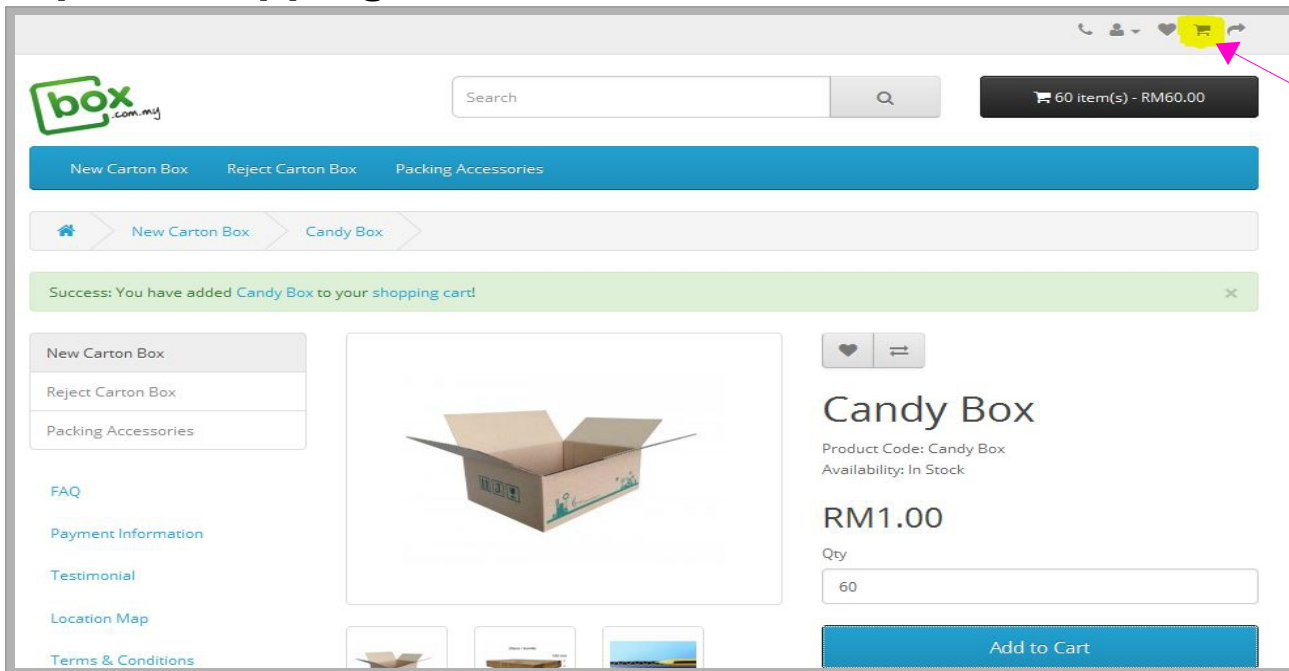 box
.com.my
Search
60 item(s) - RM60.00
New Carton Box Reject Carton Box Packing Accessories
New Carton Box Candy Box
Success: You have added Candy Box to your shopping cart! ×
New Carton Box
Reject Carton Box
Packing Accessories
FAQ
Payment Information
Testimonial
Location Map
Terms & Conditions
Candy Box
Product Code: Candy Box
Availability: In Stock
RM1.00
Qty
60
Add to Cart